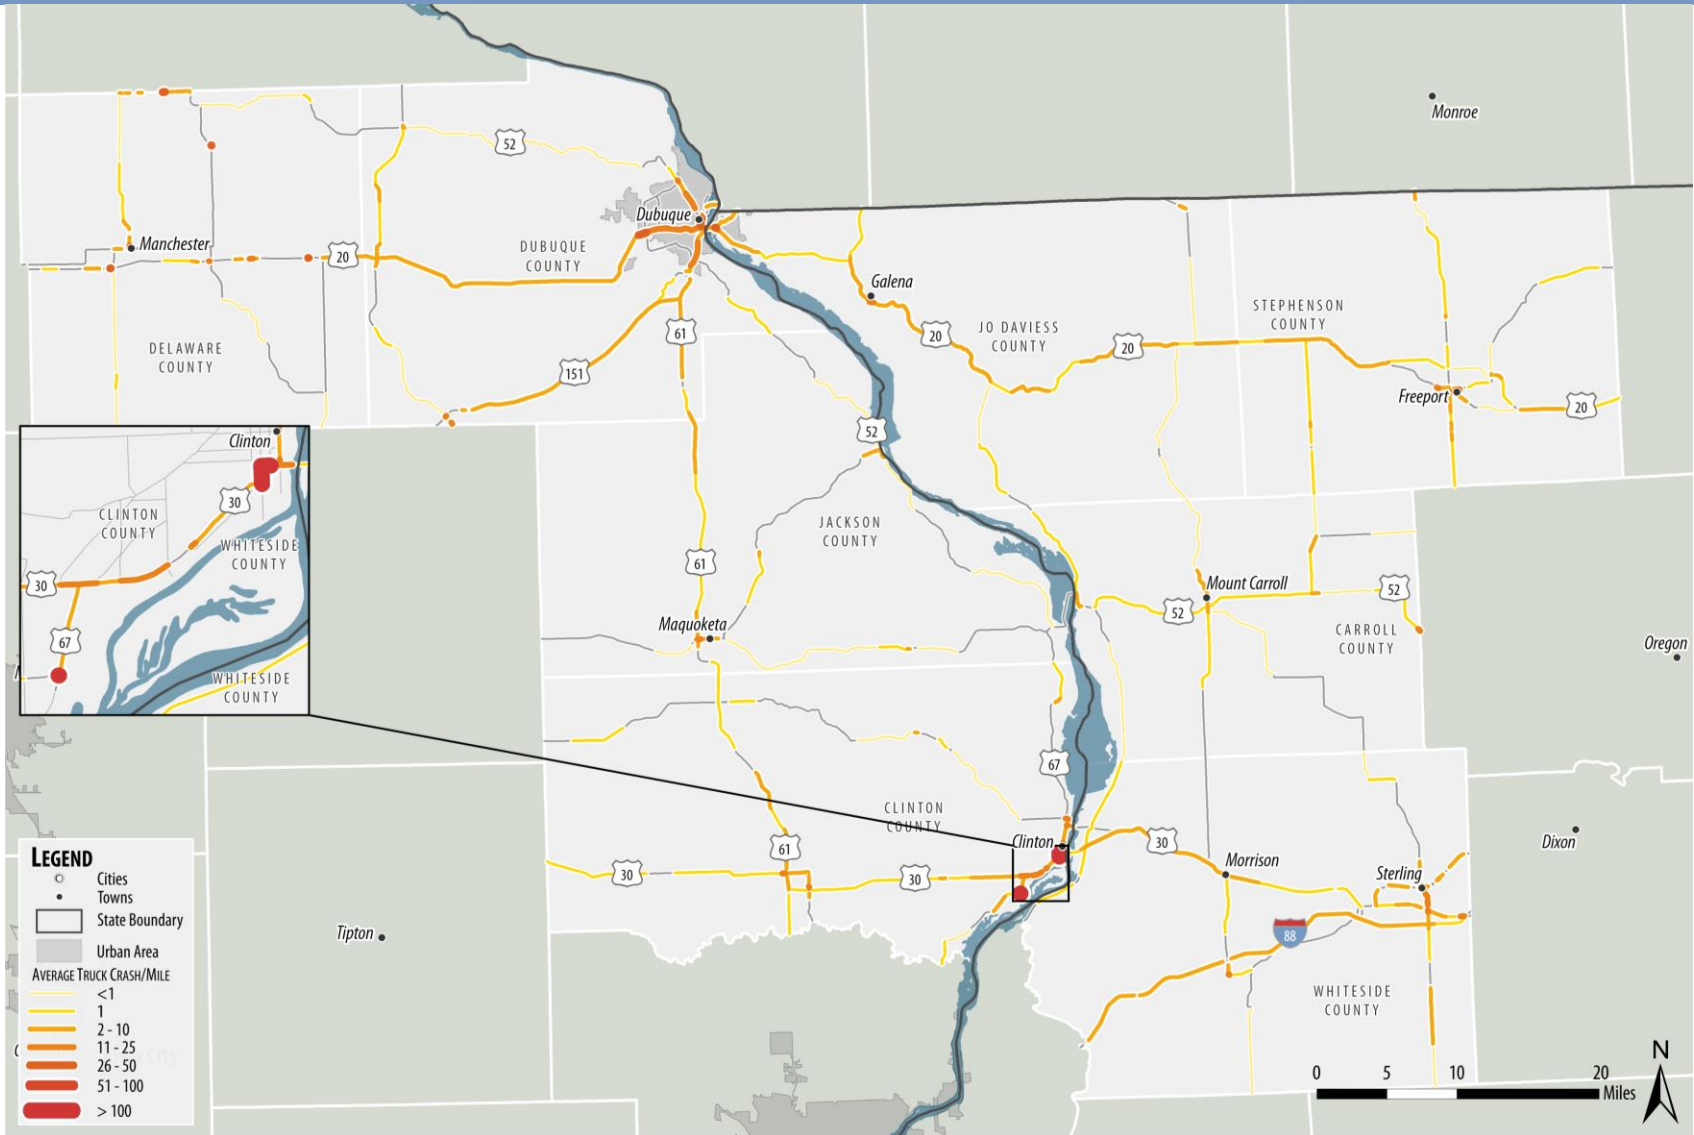 Monroe
52
Dubuque
Manchester
DUBUQUE
COUNTY
20
Galena
STEPHENSON
COUNTY
JO DAVIESS
COUNTY
61
20
20
DELAWARE
COUNTY
151
Freeport
20
52
Clinton
30
CLINTON
COUNTY
WHITESIDE
COUNTY
30
67
WHITESIDE
COUNTY
JACKSON
COUNTY
61
Mount Carroll
52
52
Maquoketa
CARROLL
COUNTY
Oregon
67
CLINTON
COUNTY
Clinton
61
30
30
30
Morrison
Dixon
Sterling
Tipton
88
WHITESIDE
COUNTY
LEGEND
Cities
Towns
State Boundary
Urban Area
AVERAGE TRUCK CRASH/MILE
<1
1
2 - 10
11 - 25
26 - 50
51 - 100
> 100
N
0 5 10 20
Miles